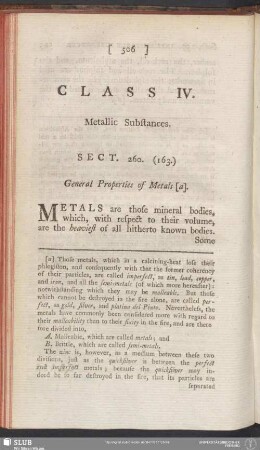 [ 506 ]
CLASS IV.
Metallic Subſtances.
SECT. 260. (163.)
General Properties of Metals [a].
METALS are thoſe mineral bodies,
which, with reſpect to their volume,
are the heavieſt of all hitherto known bodies.
Some
[a] Thoſe metals, which in a calcining-heat loſe their
phlogiſton, and conſequently with that the former coherency
of their particles, are called imperfect, as tin, lead, copper,
and iron, and all the ſemi-metals (of which more hereafter):
notwithſtanding which they may be malleable. But thoſe
which cannot be deſtroyed in the fire alone, are called per-
fect, as gold, ſilver, and platina del Pinto. Nevertheleſs, the
metals have commonly been conſidered more with regard to
their malleability than to their fixity in the fire, and are there-
fore divided into,
A. Malleable, which are called metals; and
B. Brittle, which are called ſemi-metals.
The zinc is, however, as a medium between theſe two
diviſions, juſt as the quickſilver is between the perfect
and imperfect metals; becauſe the quickſilver may in-
deed be ſo far deſtroyed in the fire, that its particles are
ſeparated
SLUB